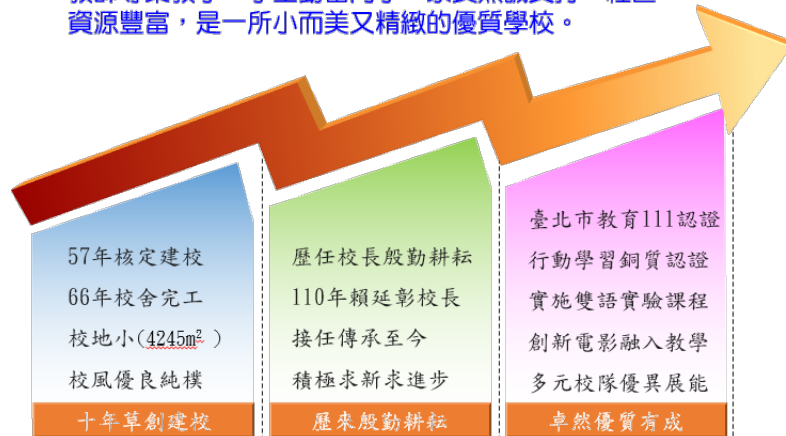 資源豐富，是一所小而美又精緻的優質學校。
57年核定建校
66年校舍完工
校地小(4245m²)
校風優良純樸
十年草創建校
歷任校長殷勤耕耘
110年賴廷彰校長
接任傳承至今
積極求新求進步
歷來殷勤耕耘
臺北市教育111認證
行動學習銅質認證
實施雙語實驗課程
創新電影融入教學
多元校隊優異展能
卓然優質有成